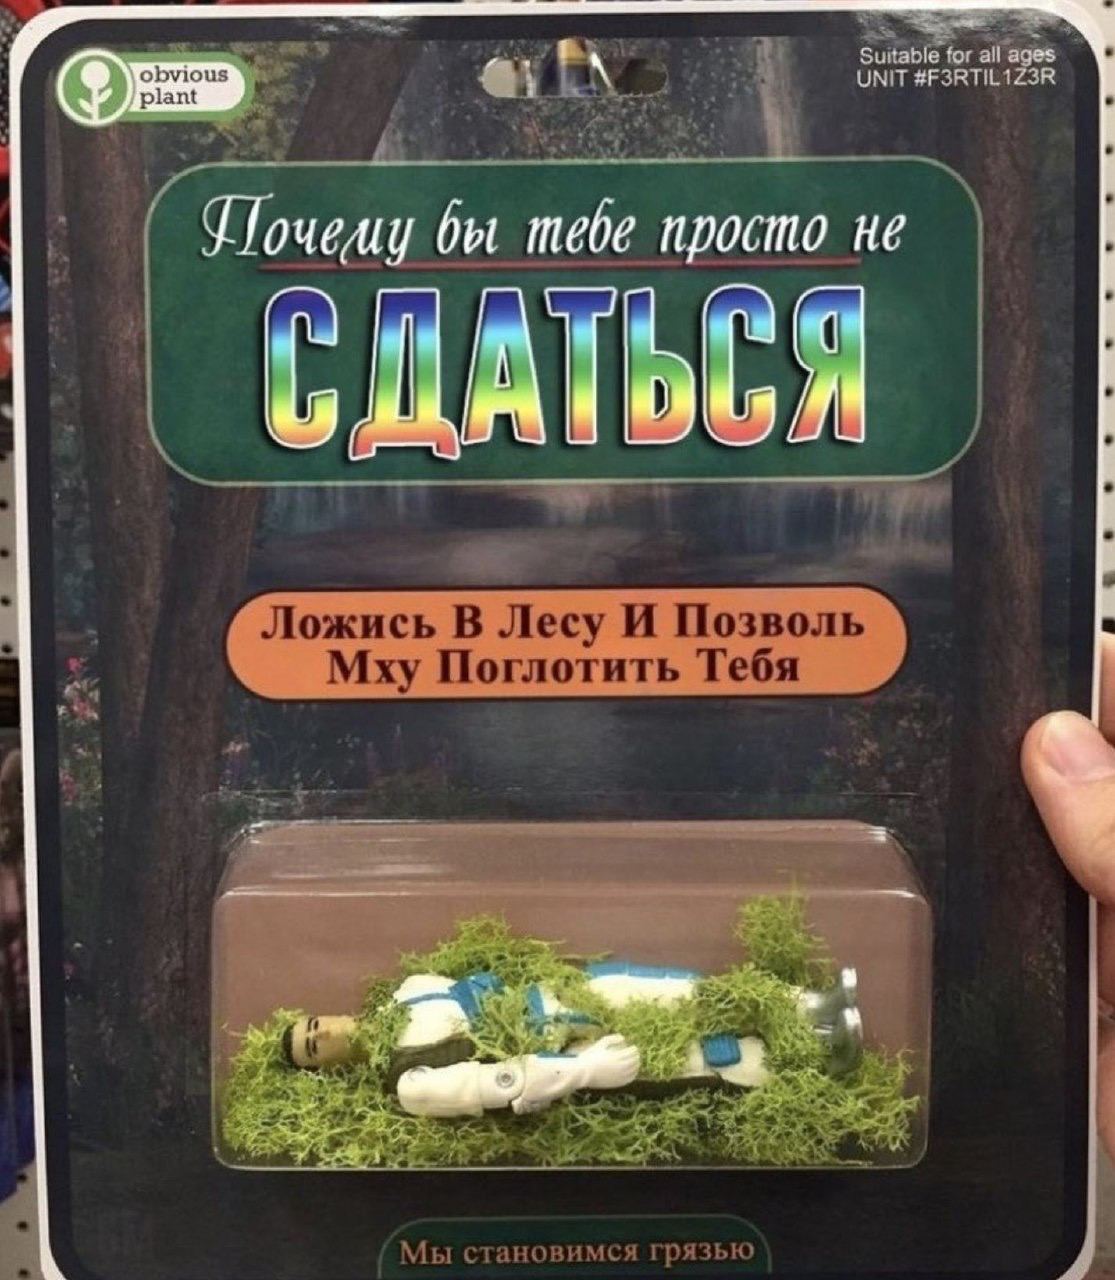 obvious
plant
Suitable for all ages
UNIT #F3RTIL1Z3R
Почему бы тебе просто не
СДАТЬСЯ
Ложись В Лесу И Позволь
Мху Поглотить Тебя
Мы становимся грязью